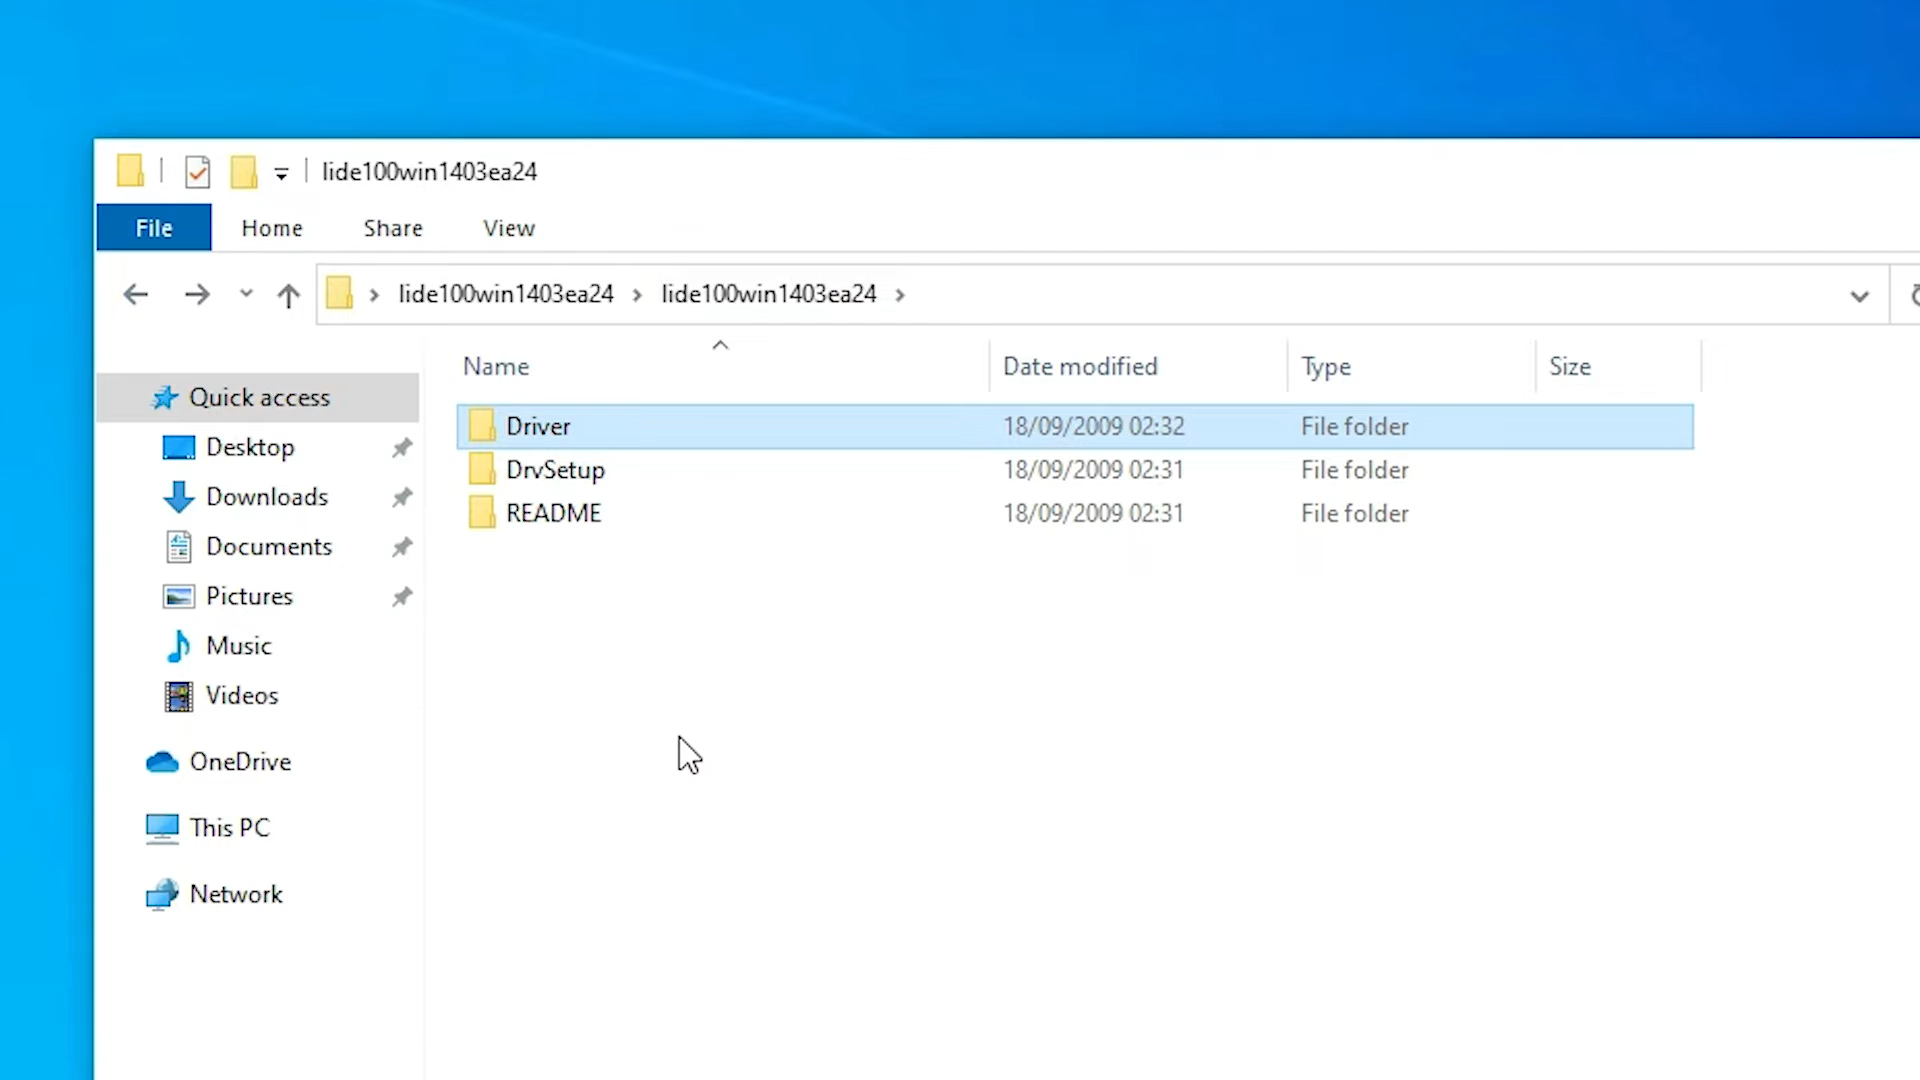 lide100win1403ea24
File Home Share View
lide100win1403ea24 lide100win1403ea24
Name Date modified Type Size
Quick access
Desktop
Downloads
Documents
Pictures
Music
Videos
OneDrive
This PC
Network
Driver 18/09/2009 02:32 File folder
DrvSetup 18/09/2009 02:31 File folder
README 18/09/2009 02:31 File folder